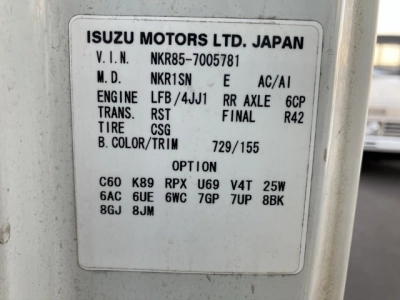 ISUZU MOTORS LTD. JAPAN
V.I.N. NKR85-7005781
M.D. NKR1SN E AC/AI
ENGINE LFB/4JJ1 RR AXLE 6CP
TRANS. RST FINAL R42
TIRE CSG
B.COLOR/TRIM 729/155
OPTION
C60 K89 RPX U69 V4T 25W
6AC 6UE 6WC 7GP 7UP 8BK
8GJ 8JM